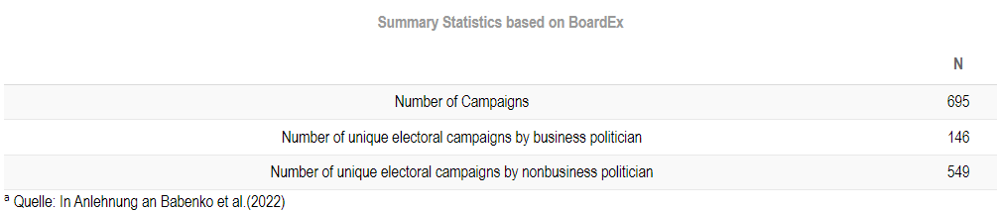 Summary Statistics based on BoardEx
N
Number of Campaigns 695
Number of unique electoral campaigns by business politician 146
Number of unique electoral campaigns by nonbusiness politician 549
a Quelle: In Anlehnung an Babenko et al.(2022)